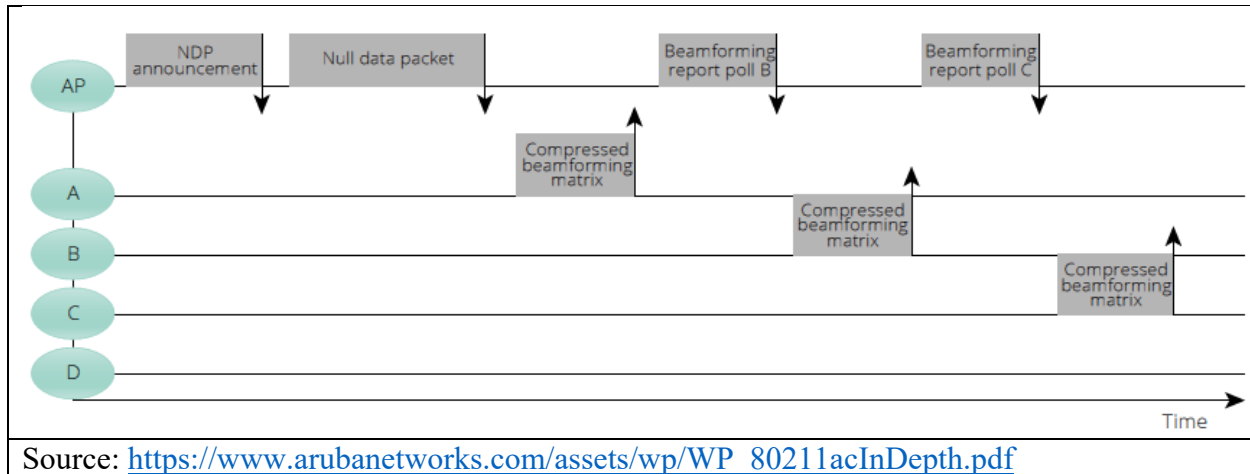 NDP
announcement
Null data packet
Beamforming
report poll B
Beamforming
report poll C
AP
Compressed
beamforming
matrix
A
Compressed
beamforming
matrix
B
Compressed
beamforming
matrix
C
D
Time
Source: https://www.arubanetworks.com/assets/wp/WP_80211acInDepth.pdf